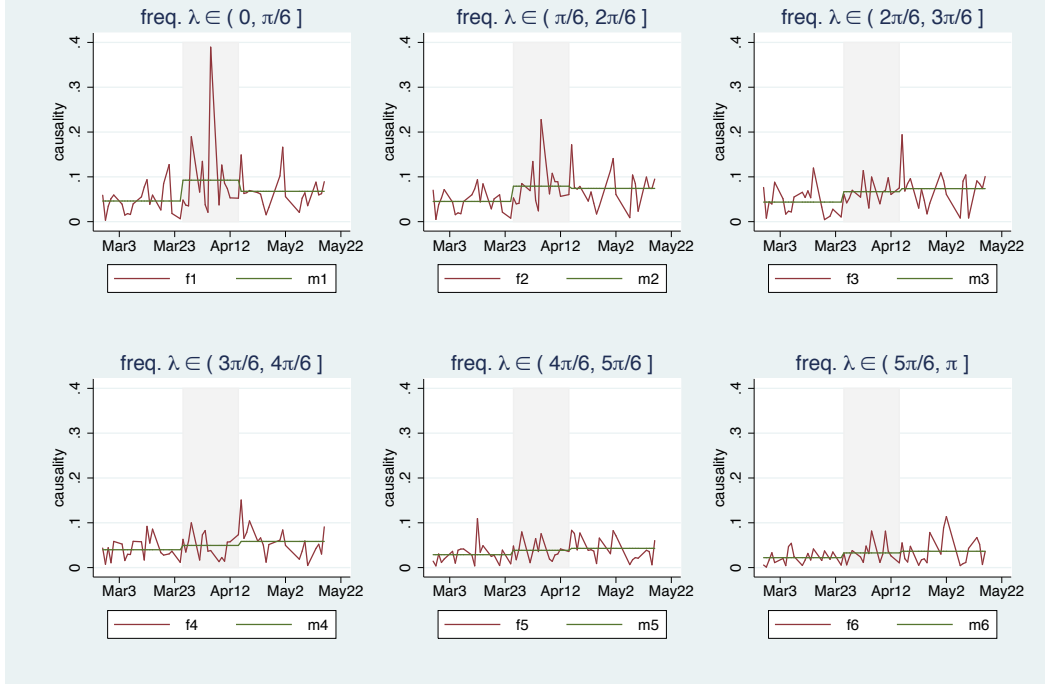 freq. λ ∈ ( 0, π/6 ]
causality
.4
.3
.2
.1
0
Mar3 Mar23 Apr12 May2 May22
f1 m1
freq. λ ∈ ( π/6, 2π/6 ]
causality
.4
.3
.2
.1
0
Mar3 Mar23 Apr12 May2 May22
f2 m2
freq. λ ∈ ( 2π/6, 3π/6 ]
causality
.4
.3
.2
.1
0
Mar3 Mar23 Apr12 May2 May22
f3 m3
freq. λ ∈ ( 3π/6, 4π/6 ]
causality
.4
.3
.2
.1
0
Mar3 Mar23 Apr12 May2 May22
f4 m4
freq. λ ∈ ( 4π/6, 5π/6 ]
causality
.4
.3
.2
.1
0
Mar3 Mar23 Apr12 May2 May22
f5 m5
freq. λ ∈ ( 5π/6, π ]
causality
.4
.3
.2
.1
0
Mar3 Mar23 Apr12 May2 May22
f6 m6